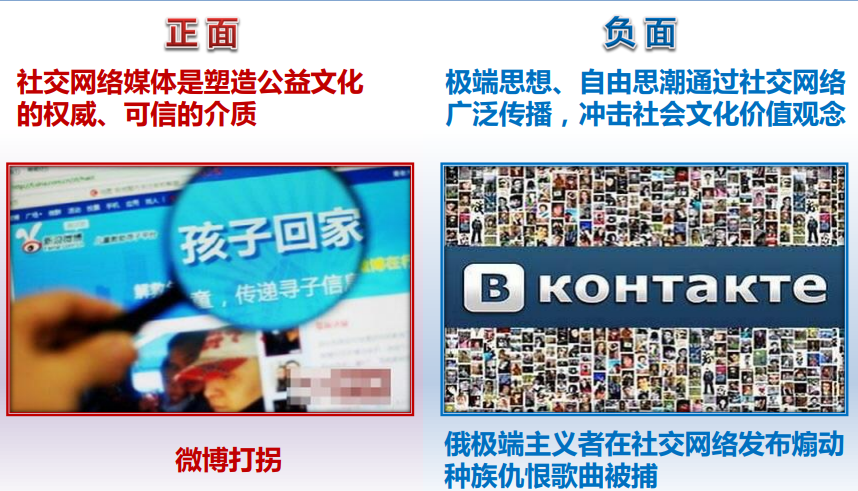 正面
社交网络媒体是塑造公益文化
的权威、可信的介质
孩子回家
童，传递寻子信息
微博打拐
负面
极端思想、自由思潮通过社交网络
广泛传播，冲击社会文化价值观念
В контакте
俄极端主义者在社交网络发布煽动
种族仇恨歌曲被捕